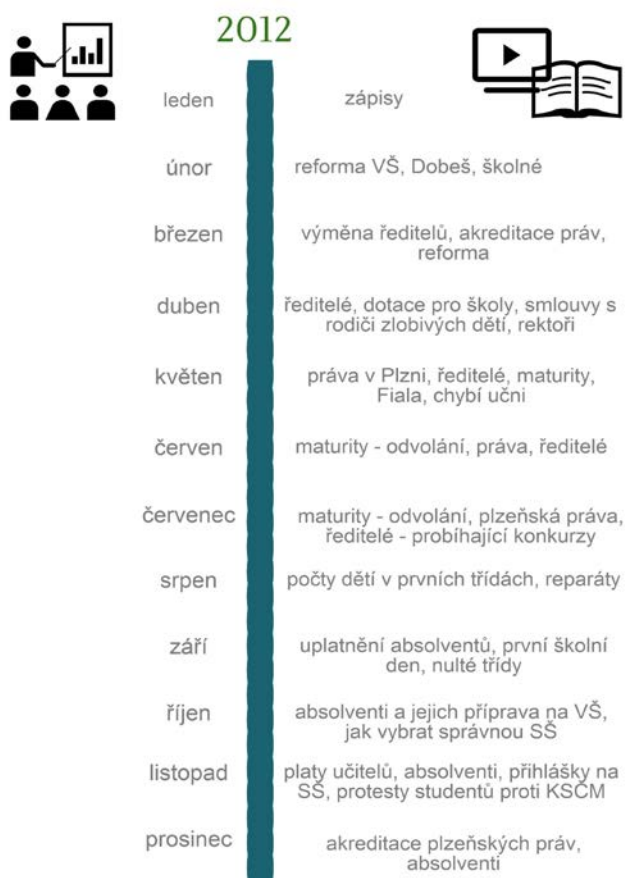 2012
leden
zápisy
únor
reforma VŠ, Dobeš, školné
březen
výměna ředitelů, akreditace práv,
reforma
duben
ředitelé, dotace pro školy, smlouvy s
rodiči zlobivých dětí, rektoři
květen
práva v Plzni, ředitelé, maturity,
Fiala, chybí učni
červen
maturity - odvolání, práva, ředitelé
červenec
maturity - odvolání, plzeňská práva,
ředitelé - probíhající konkurzy
srpen
počty dětí v prvních třídách, reparáty
září
uplatnění absolventů, první školní
den, nulté třídy
říjen
absolventi a jejich příprava na VŠ,
jak vybrat správnou SŠ
listopad
platy učitelů, absolventi, přihlášky na
SŠ, protesty studentů proti KSČM
prosinec
akreditace plzeňských práv,
absolventi